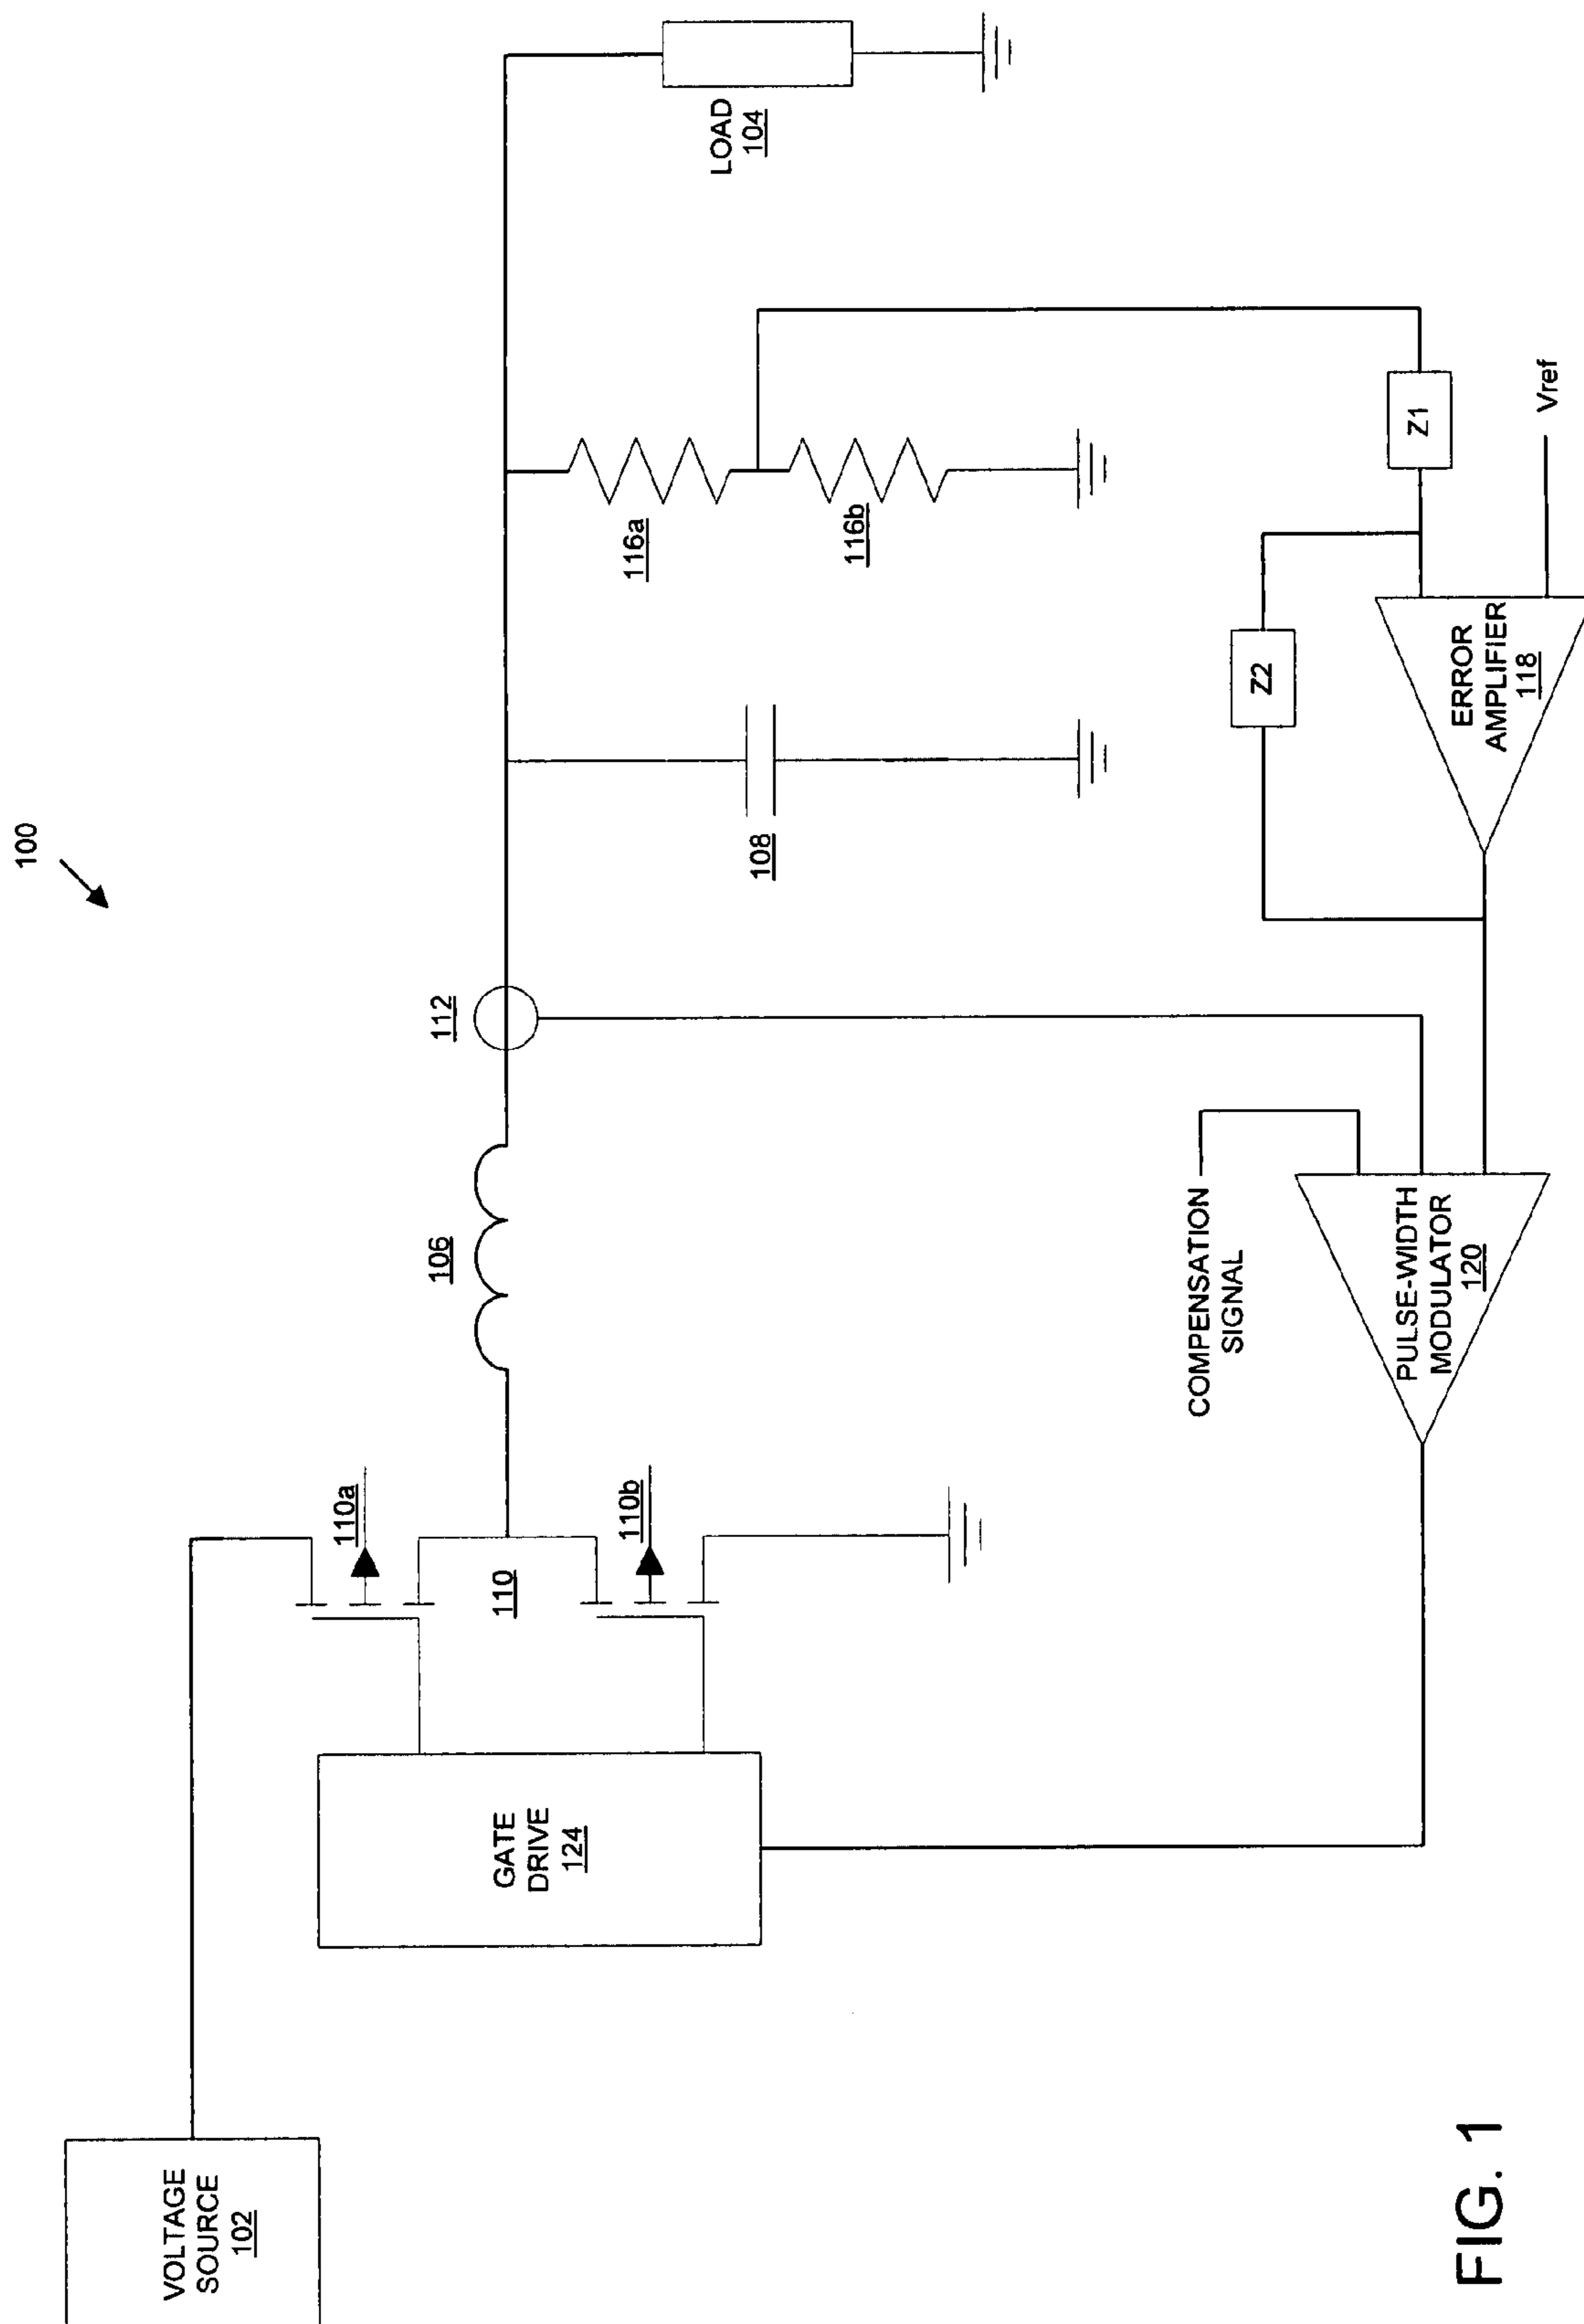 100
VOLTAGE
SOURCE
102
GATE
DRIVE
124
110a
110
110b
106
112
108
116a
116b
LOAD
104
COMPENSATION
SIGNAL
PULSE-WIDTH
MODULATOR
120
Z2
Z1
ERROR
AMPLIFIER
118
Vref
FIG. 1